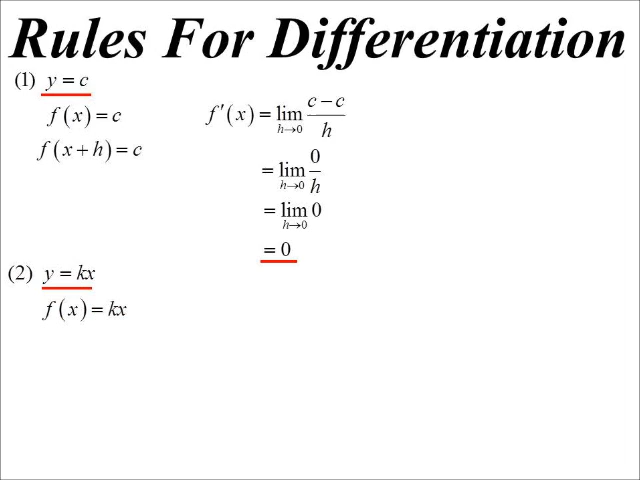 Rules For Differentiation
(1) y = c
f(x) = c
f(x + h) = c
f′(x) = lim h→0 (c − c)/h
= lim h→0 0/h
= lim h→0 0
= 0
(2) y = kx
f(x) = kx